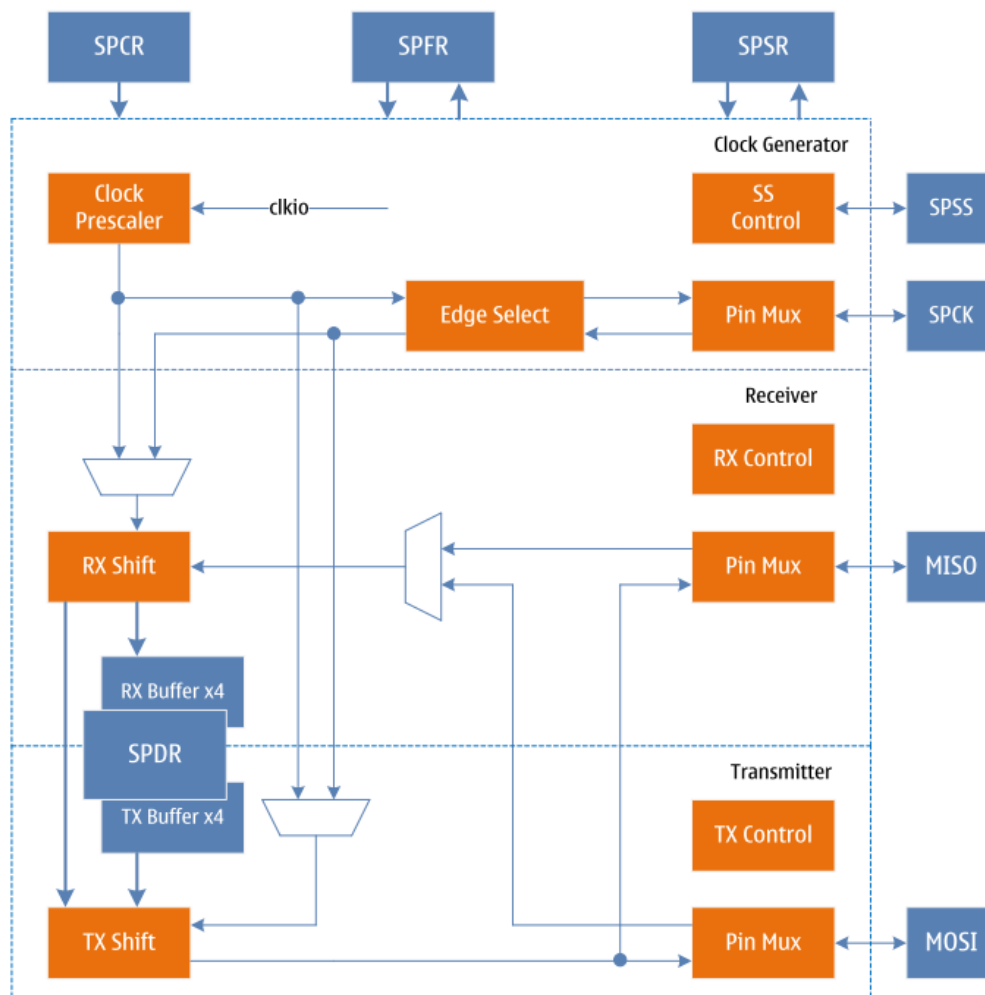 SPCR
SPFR
SPSR
Clock Generator
Clock
Prescaler
clkio
SS
Control
SPSS
Edge Select
Pin Mux
SPCK
Receiver
RX Control
RX Shift
Pin Mux
MISO
RX Buffer x4
SPDR
Transmitter
TX Buffer x4
TX Control
TX Shift
Pin Mux
MOSI